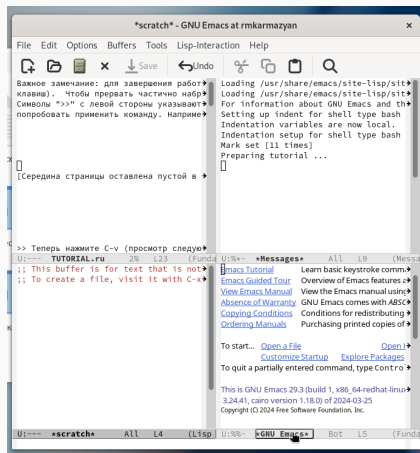 *scratch* - GNU Emacs at rmkarmazyan
File Edit Options Buffers Tools Lisp-Interaction Help
Save Undo
Важное замечание: для завершения работ
клавиш). Чтобы прервать частично набр
Символы ">>" с левой стороны указывают
попробовать применить команду. Наприме
[Середина страницы оставлена пустой в
>> Теперь нажмите C-v (просмотр следую
U:--- TUTORIAL.ru 2% L23 (Funda
Loading /usr/share/emacs/site-lisp/sit
Loading /usr/share/emacs/site-lisp/sit
For information about GNU Emacs and th
Setting up indent for shell type bash
Indentation variables are now local.
Indentation setup for shell type bash
Mark set [11 times]
Preparing tutorial ...
U:%*- *Messages* All L9 (Messa
;; This buffer is for text that is not
;; To create a file, visit it with C-x
U:--- *scratch* All L4 (Lisp
Emacs Tutorial Learn basic keystroke comma
Emacs Guided Tour Overview of Emacs features a
View Emacs Manual View the Emacs manual using
Absence of Warranty GNU Emacs comes with ABSO
Copying Conditions Conditions for redistributing
Ordering Manuals Purchasing printed copies of
To start... Open a File Open H
Customize Startup Explore Packages
To quit a partially entered command, type Contro
This is GNU Emacs 29.3 (build 1, x86_64-redhat-linux
3.24.41, cairo version 1.18.0) of 2024-03-25
Copyright (C) 2024 Free Software Foundation, Inc.
U:%%- *GNU Emacs* Bot L5 (Funda